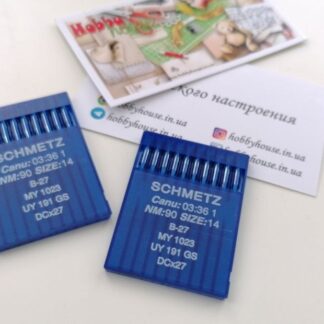 Hobby
кого настроения
hobbyhouse.in.ua
house.in.ua
SCHMETZ
Canu: 03:36 1
NM:90 SIZE:14
B-27
MY 1023
UY 191 GS
DCx27
SCHMETZ
Canu: 03:36 1
NM:90 SIZE:14
B-27
MY 1023
UY 191 GS
DCx27